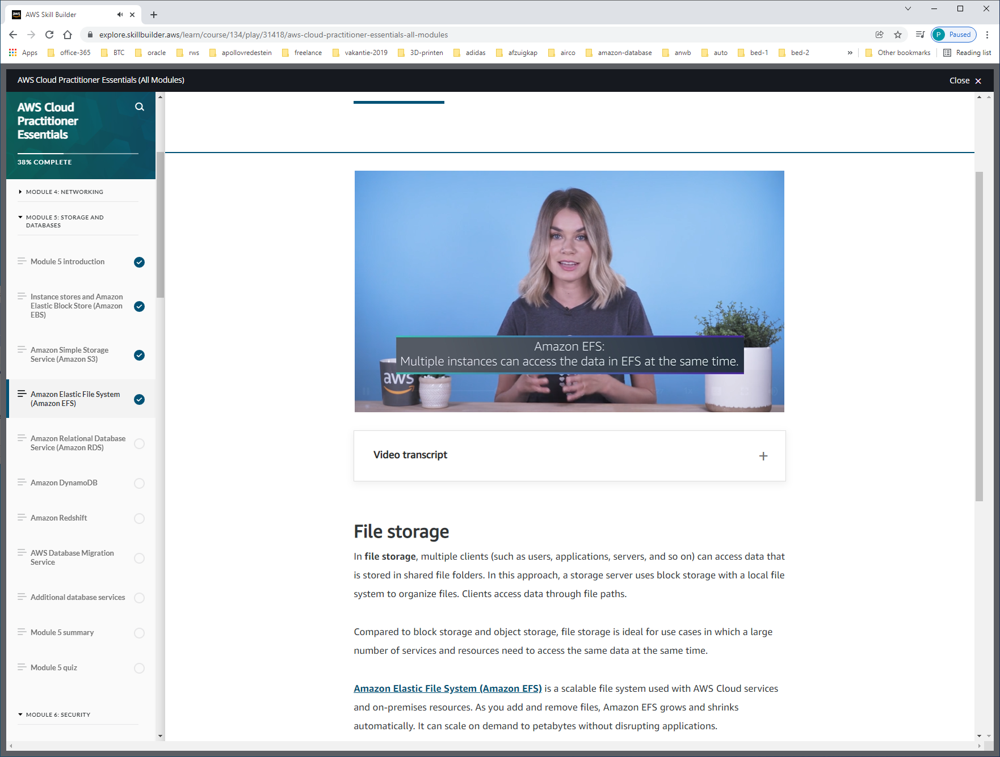 AWS Skill Builder
explore.skillbuilder.aws/learn/course/134/play/31418/aws-cloud-practitioner-essentials-all-modules
P Paused
Apps office-365 BTC oracle rws apollovredestein freelance vakantie-2019 3D-printen adidas afzuigkap airco amazon-database anwb auto bed-1 bed-2 » Other bookmarks Reading list
AWS Cloud Practitioner Essentials (All Modules)
Close
AWS Cloud
Practitioner
Essentials
38% COMPLETE
MODULE 4: NETWORKING
MODULE 5: STORAGE AND
DATABASES
Module 5 introduction
Instance stores and Amazon
Elastic Block Store (Amazon
EBS)
Amazon Simple Storage
Service (Amazon S3)
Amazon Elastic File System
(Amazon EFS)
Amazon Relational Database
Service (Amazon RDS)
Amazon DynamoDB
Amazon Redshift
AWS Database Migration
Service
Additional database services
Module 5 summary
Module 5 quiz
MODULE 6: SECURITY
Amazon EFS:
Multiple instances can access the data in EFS at the same time.
aws
Video transcript
File storage
In file storage, multiple clients (such as users, applications, servers, and so on) can access data that
is stored in shared file folders. In this approach, a storage server uses block storage with a local file
system to organize files. Clients access data through file paths.
Compared to block storage and object storage, file storage is ideal for use cases in which a large
number of services and resources need to access the same data at the same time.
Amazon Elastic File System (Amazon EFS) is a scalable file system used with AWS Cloud services
and on-premises resources. As you add and remove files, Amazon EFS grows and shrinks
automatically. It can scale on demand to petabytes without disrupting applications.